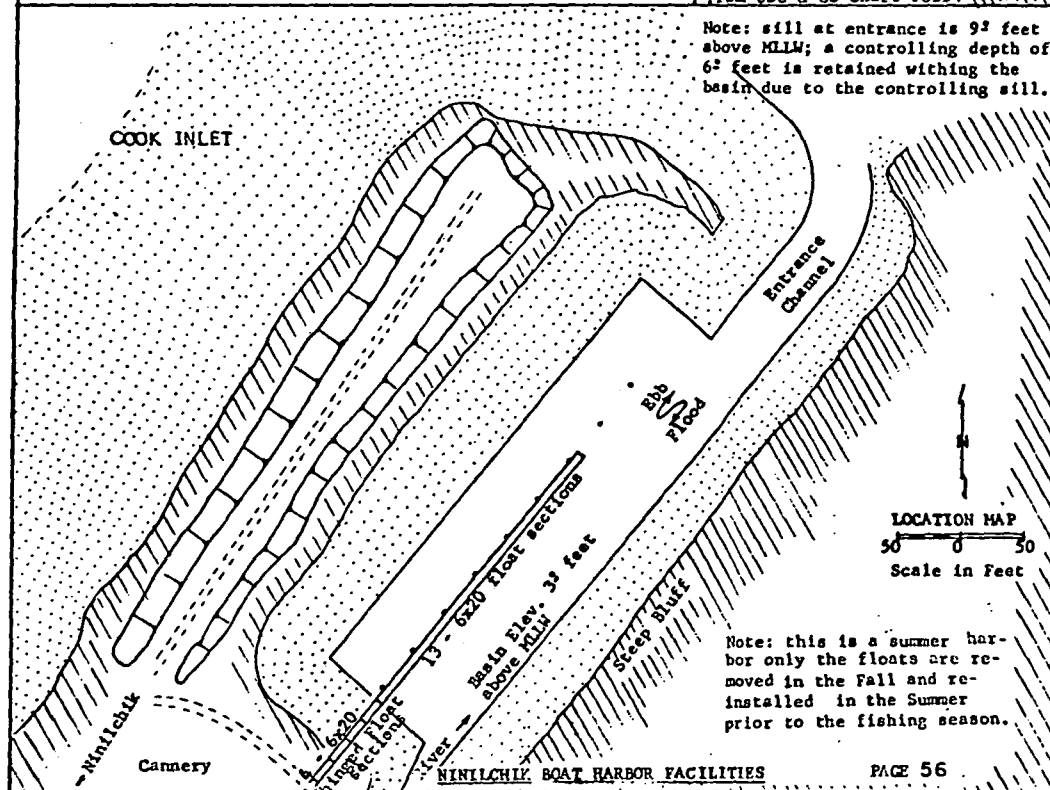 Note: sill at entrance is 9² feet
above MLLW; a controlling depth of
6² feet is retained withing the
basin due to the controlling sill.
COOK INLET
Entrance
Channel
Ebb
Flood
N
LOCATION MAP
50 0 50
Scale in Feet
13 - 6x20 float sections
Basin Elev. 3² feet
above MLLW
Steep Bluff
Note: this is a summer har-
bor only the floats are re-
moved in the Fall and re-
installed in the Summer
prior to the fishing season.
6x20
Float
sections
Ninilchik
Cannery
NINILCHIK BOAT HARBOR FACILITIES
PAGE 56